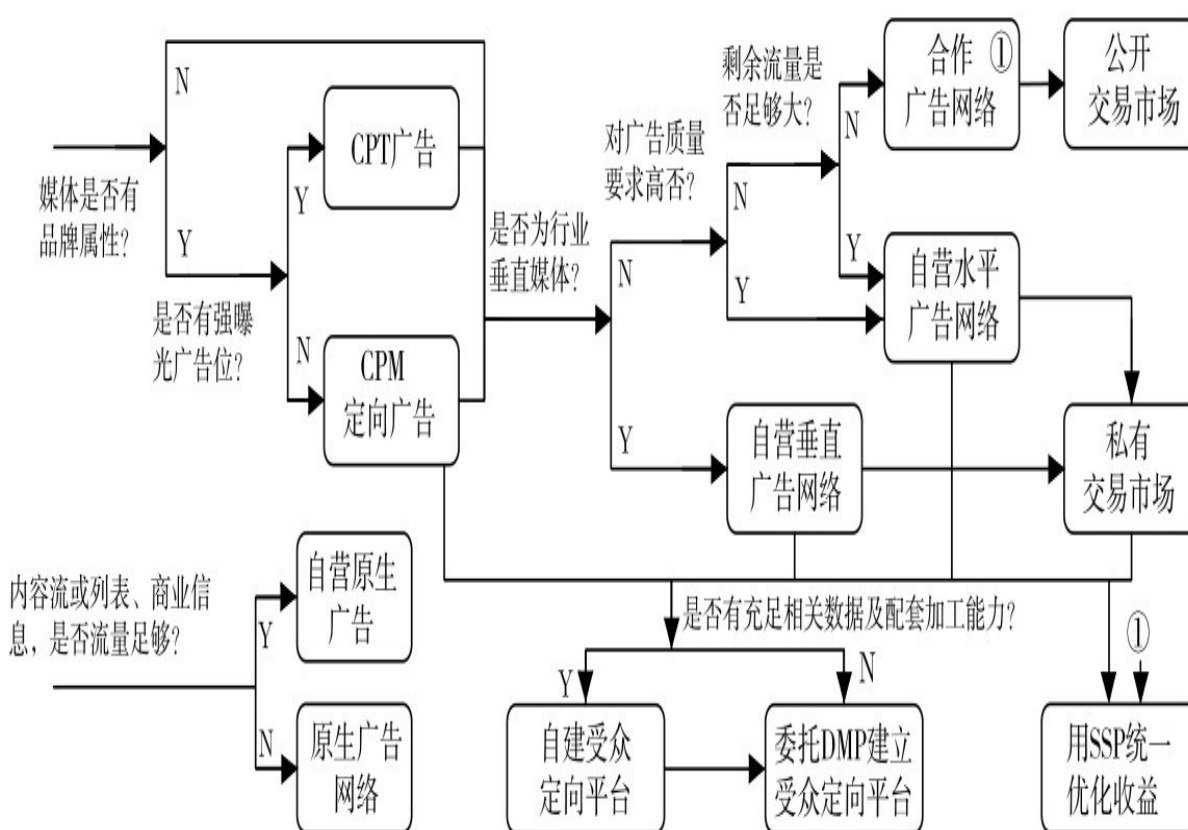 N
CPT广告
Y
媒体是否有
品牌属性?
Y
是否有强曝
光广告位?
N
CPM
定向广告
是否为行业
垂直媒体?
N
Y
对广告质量
要求高否?
N
Y
剩余流量是
否足够大?
N
Y
合作 ①
广告网络
公开
交易市场
自营水平
广告网络
自营垂直
广告网络
私有
交易市场
内容流或列表、商业信
息，是否流量足够?
Y
N
自营原生
广告
原生广告
网络
是否有充足相关数据及配套加工能力?
Y
N
自建受众
定向平台
委托DMP建立
受众定向平台
①
用SSP统一
优化收益